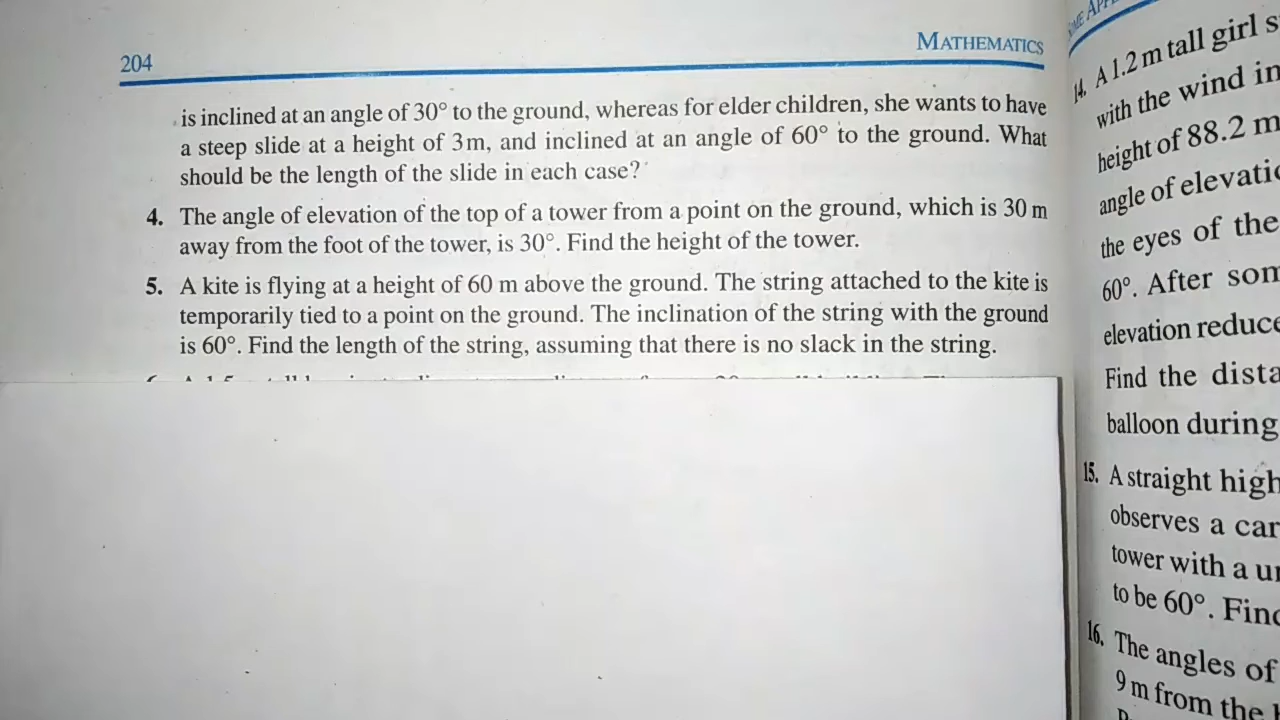 204
MATHEMATICS
is inclined at an angle of 30° to the ground, whereas for elder children, she wants to have
a steep slide at a height of 3m, and inclined at an angle of 60° to the ground. What
should be the length of the slide in each case?
4. The angle of elevation of the top of a tower from a point on the ground, which is 30 m
away from the foot of the tower, is 30°. Find the height of the tower.
5. A kite is flying at a height of 60 m above the ground. The string attached to the kite is
temporarily tied to a point on the ground. The inclination of the string with the ground
is 60°. Find the length of the string, assuming that there is no slack in the string.
14. A 1.2 m tall girl
with the wind
height of 88.2 m
angle of
the eyes of the
60°. After
elevation
Find the
balloon during
15. A straight
observes a car
tower with a
to be 60°.
16. The angles of
9 m from the